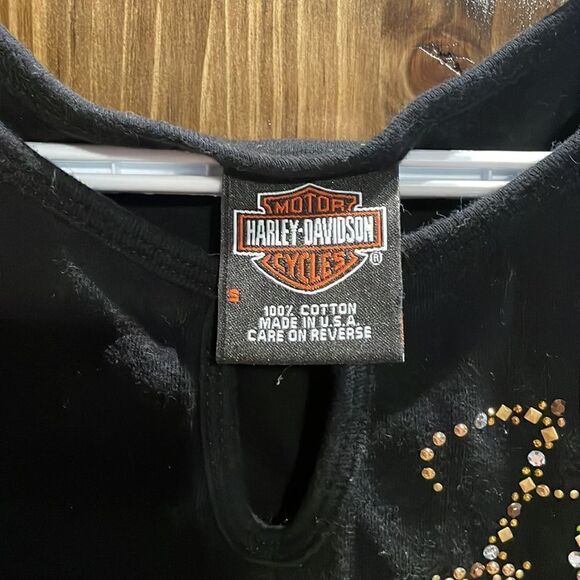 MOTOR
HARLEY-DAVIDSON
CYCLES
®
S
100% COTTON
MADE IN U.S.A.
CARE ON REVERSE